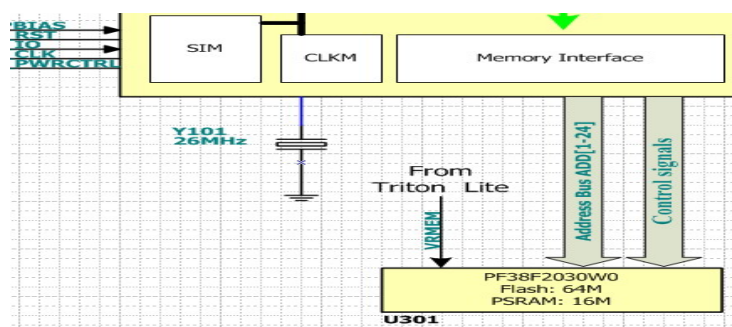 BIAS
RST
IO
CLK
PWRCTRL
SIM
CLKM
Memory Interface
Y101
26MHz
From
Triton Lite
VRMEM
Address Bus ADD[1-24]
Control signals
PF38F2030W0
Flash: 64M
PSRAM: 16M
U301